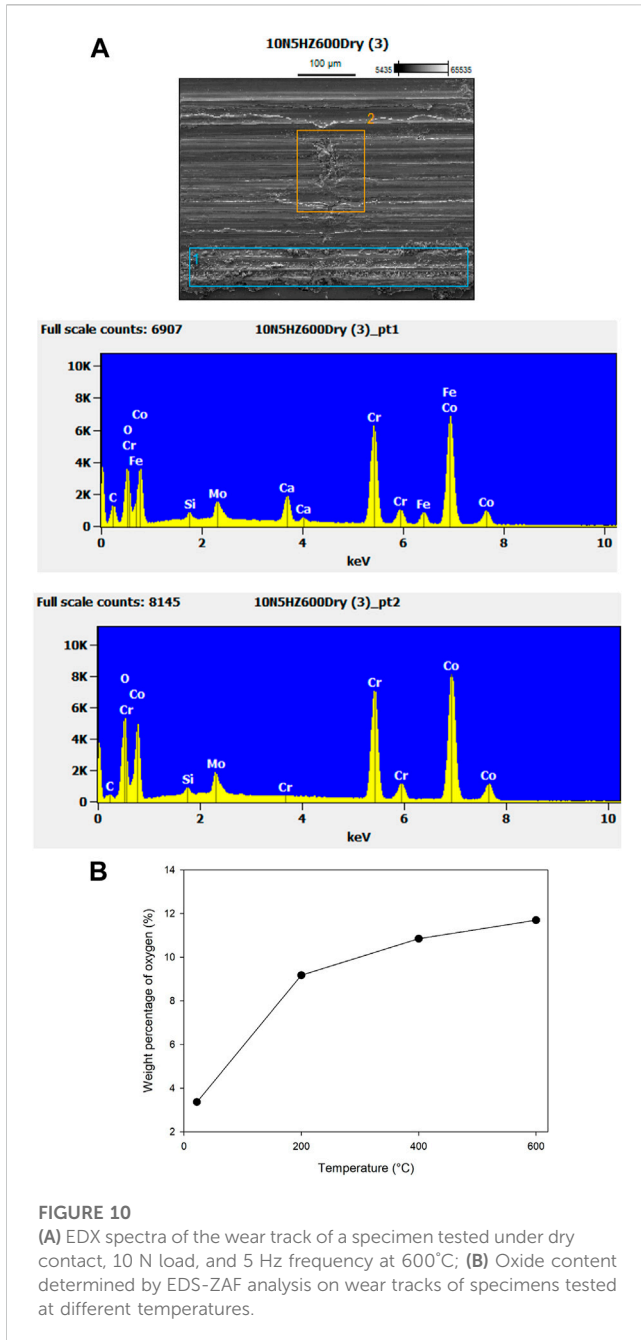 A
10N5HZ600Dry (3)
100 µm
5435 65535
2
1
Full scale counts: 6907 10N5HZ600Dry (3)_pt1
10K
8K
6K
4K
2K
0
C
O
Cr
Fe
Co
Si
Mo
Ca
Ca
Cr
Cr
Fe
Fe
Co
Co
0 2 4 6 8 10
keV
Full scale counts: 8145 10N5HZ600Dry (3)_pt2
10K
8K
6K
4K
2K
0
C
O
Cr
Co
Si
Mo
Cr
Cr
Cr
Co
Co
0 2 4 6 8 10
keV
B
Weight percentage of oxygen (%)
14
12
10
8
6
4
2
0 200 400 600
Temperature (°C)
FIGURE 10
(A) EDX spectra of the wear track of a specimen tested under dry
contact, 10 N load, and 5 Hz frequency at 600°C; (B) Oxide content
determined by EDS-ZAF analysis on wear tracks of specimens tested
at different temperatures.